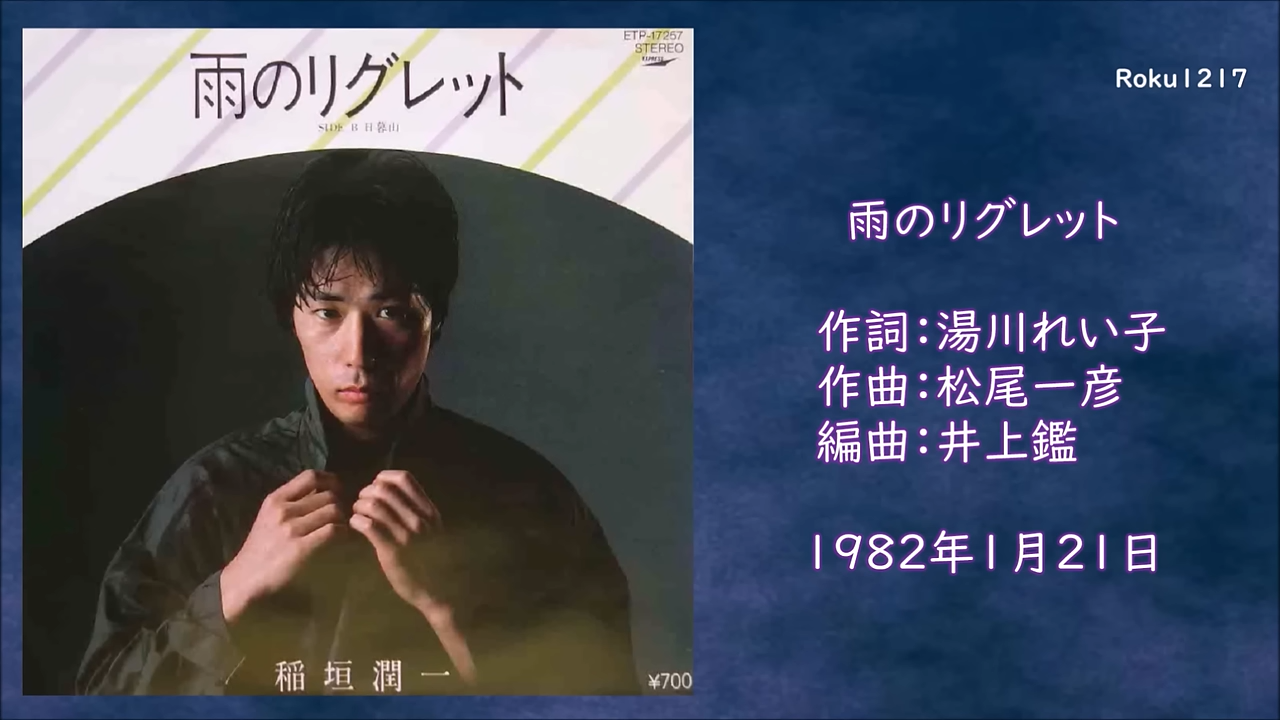 雨のリグレット
SIDE B 日暮山
ETP-17257
STEREO
EXPRESS
稲垣潤一
¥700
Roku1217
雨のリグレット
作詞:湯川れい子
作曲:松尾一彦
編曲:井上鑑
1982年1月21日